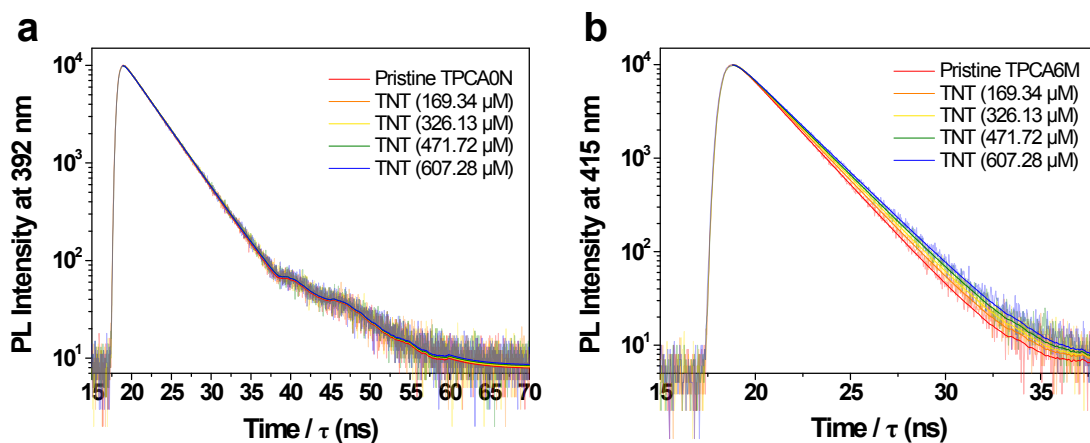 a
PL Intensity at 392 nm
10⁴
10³
10²
10¹
Pristine TPCA0N
TNT (169.34 µM)
TNT (326.13 µM)
TNT (471.72 µM)
TNT (607.28 µM)
15 20 25 30 35 40 45 50 55 60 65 70
Time / τ (ns)
b
PL Intensity at 415 nm
10⁴
10³
10²
10¹
Pristine TPCA6M
TNT (169.34 µM)
TNT (326.13 µM)
TNT (471.72 µM)
TNT (607.28 µM)
15 20 25 30 35
Time / τ (ns)